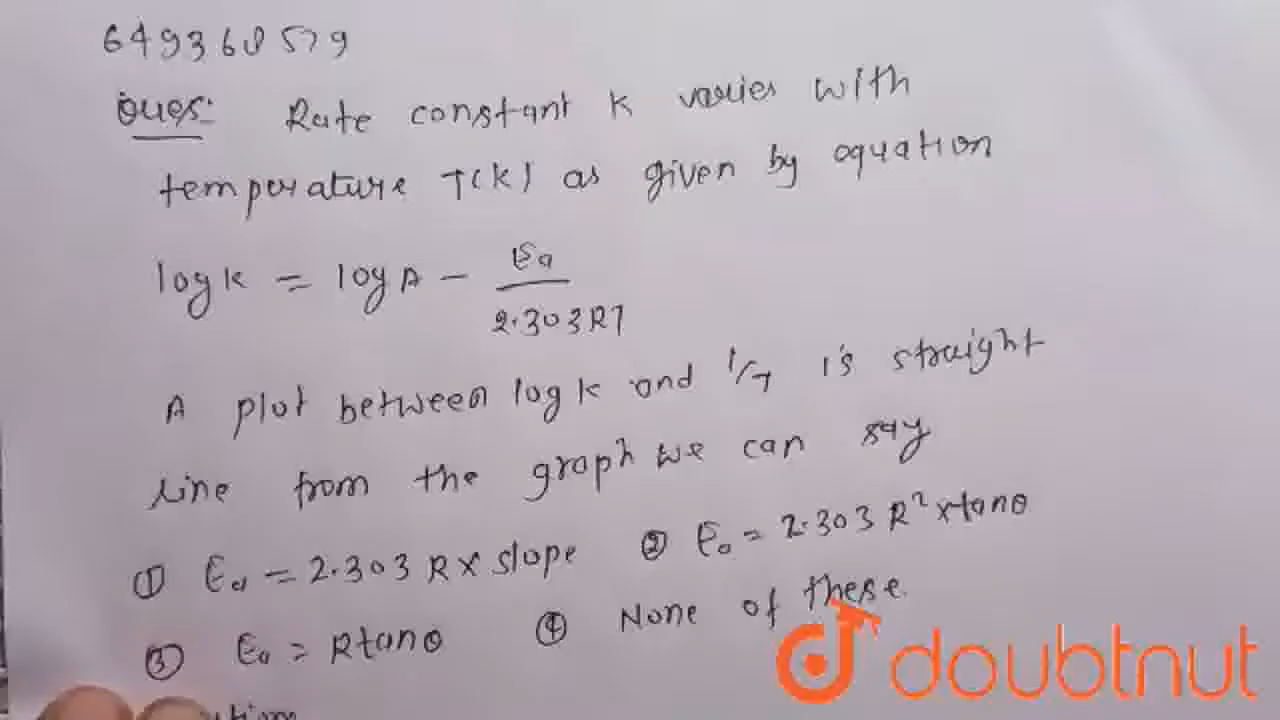 649360579
Ques: Rate constant K varies with
temperature T(K) as given by equation
log K = log A - Ea / 2.303RT
A plot between log k and 1/T is straight
line from the graph we can say
① Ea = 2.303 R x slope ② Ea = 2.303 R² x tanθ
③ Ea = R tanθ ④ None of these.
doubtnut